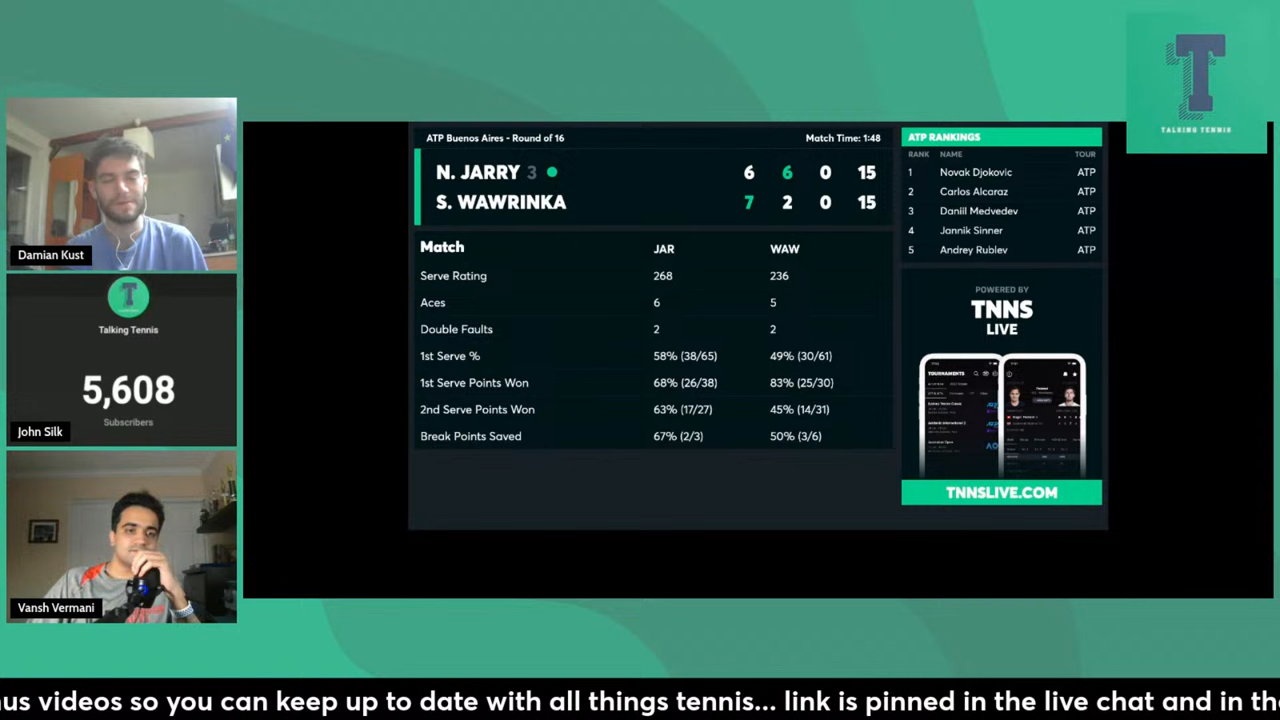 T
TALKING TENNIS
Damian Kust
T
Talking Tennis
5,608
Subscribers
John Silk
Vansh Vermani
ATP Buenos Aires - Round of 16 Match Time: 1:48
N. JARRY 3 6 6 0 15
S. WAWRINKA 7 2 0 15
Match JAR WAW
Serve Rating 268 236
Aces 6 5
Double Faults 2 2
1st Serve % 58% (38/65) 49% (30/61)
1st Serve Points Won 68% (26/38) 83% (25/30)
2nd Serve Points Won 63% (17/27) 45% (14/31)
Break Points Saved 67% (2/3) 50% (3/6)
ATP RANKINGS
RANK NAME TOUR
1 Novak Djokovic ATP
2 Carlos Alcaraz ATP
3 Daniil Medvedev ATP
4 Jannik Sinner ATP
5 Andrey Rublev ATP
POWERED BY
TNNS
LIVE
TOURNAMENTS
TNNSLIVE.COM
us videos so you can keep up to date with all things tennis... link is pinned in the live chat and in th